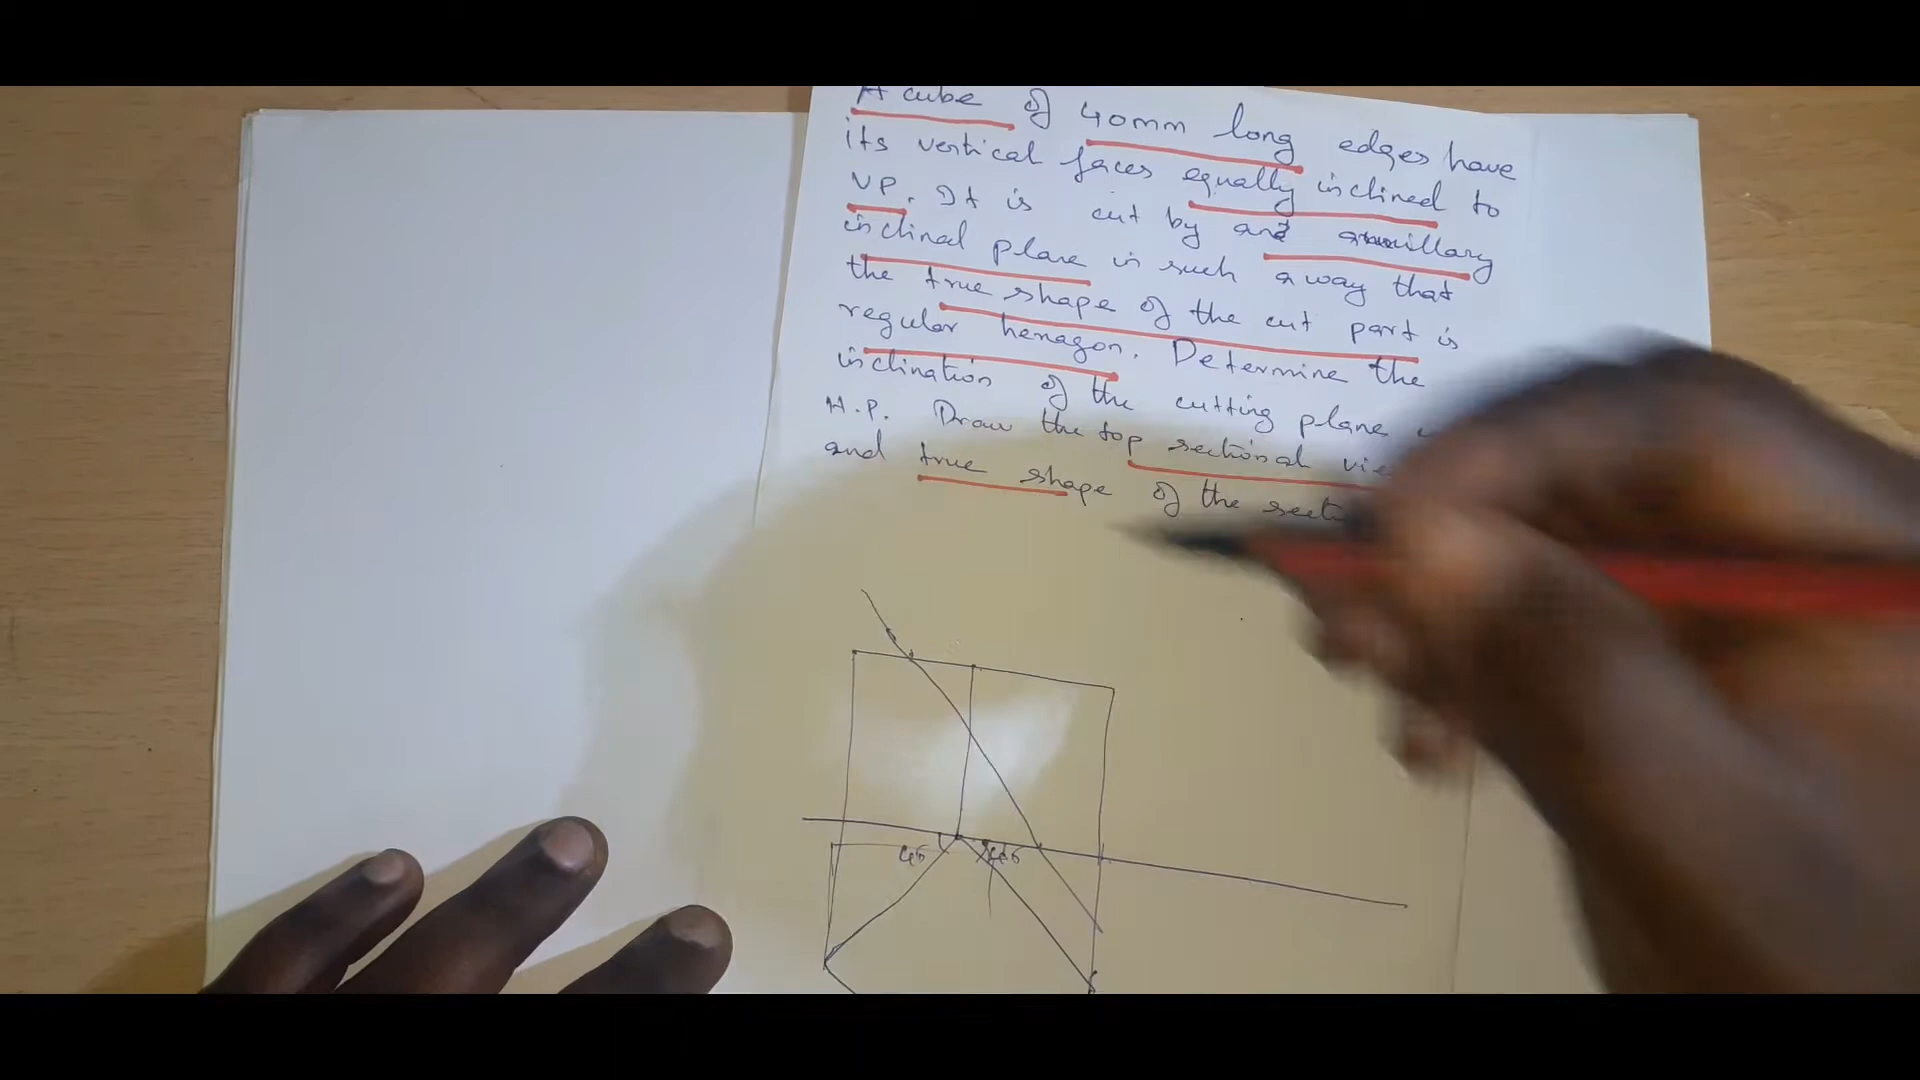 A cube of 40mm long edges have
its vertical faces equally inclined to
VP. It is cut by an
inclinal plane in such a way that
the true shape of the cut part is
regular hexagon. Determine the
inclination of the cutting plane
H.P. Draw the top sectional
and true shape of the
45 45